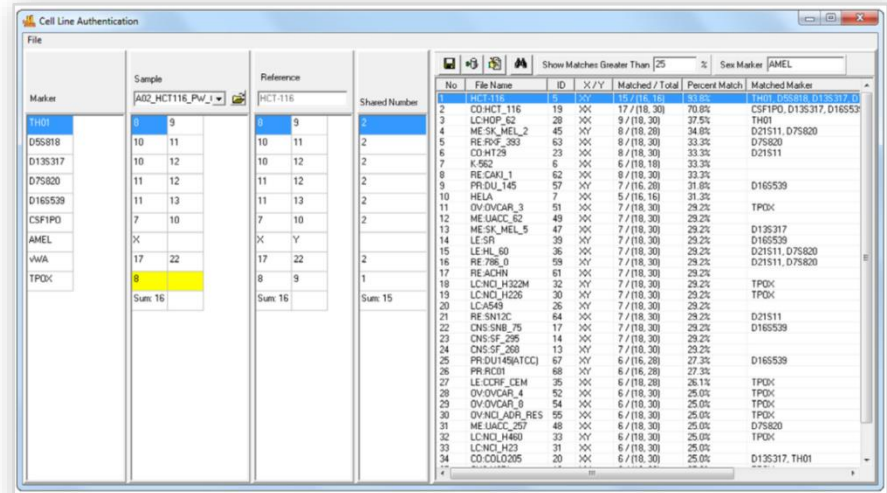 Cell Line Authentication
File
Sample
Reference
Marker
A02_HCT116_PW_
HCT-116
Shared Number
TH01 8 9 8 9 2
D5S818 10 11 10 11 2
D13S317 10 12 10 12 2
D7S820 11 12 11 12 2
D16S539 11 13 11 13 2
CSF1PO 7 10 7 10 2
AMEL X X Y
vWA 17 22 17 22 2
TPOX 8 8 9 1
Sum: 16 Sum: 16 Sum: 15
Show Matches Greater Than 25 % Sex Marker AMEL
No File Name ID X/Y Matched / Total Percent Match Matched Marker
1 HCT-116 5 XY 15 / (16, 16) 93.8% TH01, D5S818, D13S317, D
2 CO:HCT_116 19 XX 17 / (18, 30) 70.8% CSF1PO, D13S317, D16S53
3 LC:HOP_62 28 XX 9 / (18, 30) 37.5% TH01
4 ME:SK_MEL_2 45 XY 8 / (18, 28) 34.8% D21S11, D7S820
5 RE:RXF_393 63 XX 8 / (18, 30) 33.3% D7S820
6 CO:HT29 23 XX 8 / (18, 30) 33.3% D21S11
7 K-562 6 XX 6 / (18, 18) 33.3%
8 RE:CAKI_1 62 XX 8 / (18, 30) 33.3%
9 PR:DU_145 57 XY 7 / (16, 28) 31.8% D16S539
10 HELA 7 XX 5 / (16, 16) 31.3%
11 OV:OVCAR_3 51 XX 7 / (18, 30) 29.2% TPOX
12 ME:UACC_62 49 XX 7 / (18, 30) 29.2%
13 ME:SK_MEL_5 47 XX 7 / (18, 30) 29.2% D13S317
14 LE:SR 39 XY 7 / (18, 30) 29.2% D16S539
15 LE:HL_60 36 XX 7 / (18, 30) 29.2% D21S11, D7S820
16 RE:786_0 59 XY 7 / (18, 30) 29.2% D21S11, D7S820
17 RE:ACHN 61 XX 7 / (18, 30) 29.2%
18 LC:NCI_H322M 32 XY 7 / (18, 30) 29.2% TPOX
19 LC:NCI_H226 30 XY 7 / (18, 30) 29.2% TPOX
20 LC:A549 26 XY 7 / (18, 30) 29.2%
21 RE:SN12C 64 XX 7 / (18, 30) 29.2% D21S11
22 CNS:SNB_75 17 XX 7 / (18, 30) 29.2% D16S539
23 CNS:SF_295 14 XX 7 / (18, 30) 29.2%
24 CNS:SF_268 13 XY 7 / (18, 30) 29.2%
25 PR:DU145(ATCC) 67 XY 6 / (16, 28) 27.3% D16S539
26 PR:RC01 68 XY 6 / (16, 28) 27.3%
27 LE:CCRF_CEM 35 XX 6 / (18, 28) 26.1% TPOX
28 OV:OVCAR_4 52 XX 6 / (18, 30) 25.0% TPOX
29 OV:OVCAR_8 54 XX 6 / (18, 30) 25.0% TPOX
30 OV:NCI_ADR_RES 55 XX 6 / (18, 30) 25.0% TPOX
31 ME:UACC_257 48 XX 6 / (18, 30) 25.0% D7S820
32 LC:NCI_H460 33 XY 6 / (18, 30) 25.0% TPOX
33 LC:NCI_H23 31 XX 6 / (18, 30) 25.0%
34 CO:COLO205 20 XX 6 / (18, 30) 25.0% D13S317, TH01